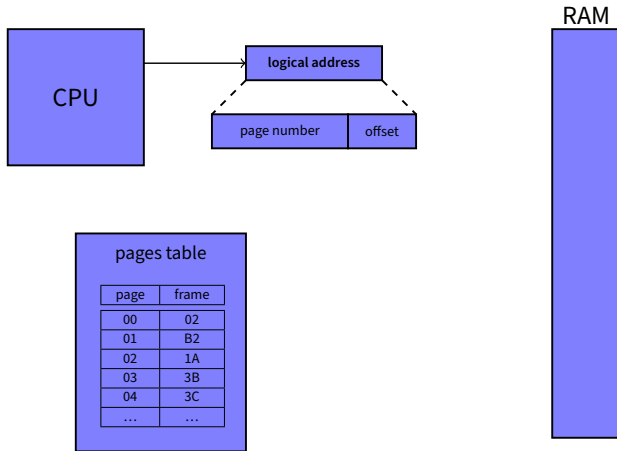 RAM
CPU
logical address
page number offset
pages table
page frame
00 02
01 B2
02 1A
03 3B
04 3C
… …